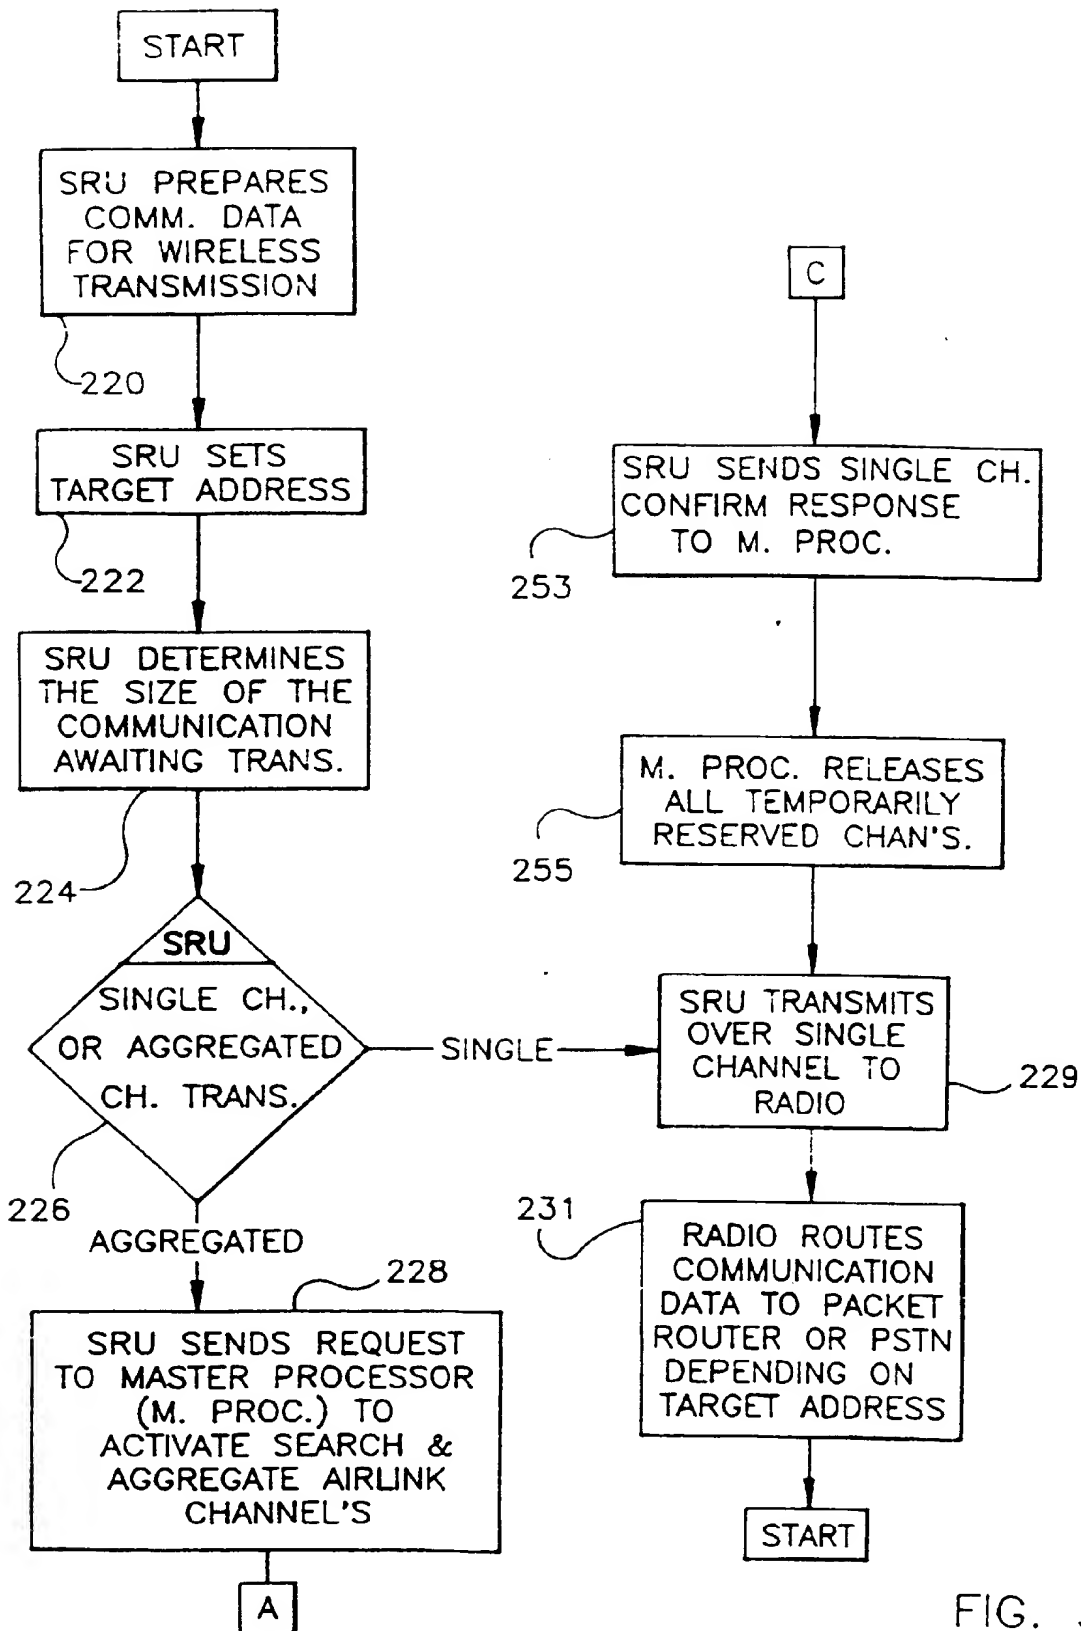 START
SRU PREPARES
COMM. DATA
FOR WIRELESS
TRANSMISSION
220
SRU SETS
TARGET ADDRESS
222
SRU DETERMINES
THE SIZE OF THE
COMMUNICATION
AWAITING TRANS.
224
SRU
SINGLE CH.,
OR AGGREGATED
CH. TRANS.
226
SINGLE
AGGREGATED
228
SRU SENDS REQUEST
TO MASTER PROCESSOR
(M. PROC.) TO
ACTIVATE SEARCH &
AGGREGATE AIRLINK
CHANNEL'S
A
C
SRU SENDS SINGLE CH.
CONFIRM RESPONSE
TO M. PROC.
253
M. PROC. RELEASES
ALL TEMPORARILY
RESERVED CHAN'S.
255
SRU TRANSMITS
OVER SINGLE
CHANNEL TO
RADIO
229
231
RADIO ROUTES
COMMUNICATION
DATA TO PACKET
ROUTER OR PSTN
DEPENDING ON
TARGET ADDRESS
START
FIG.